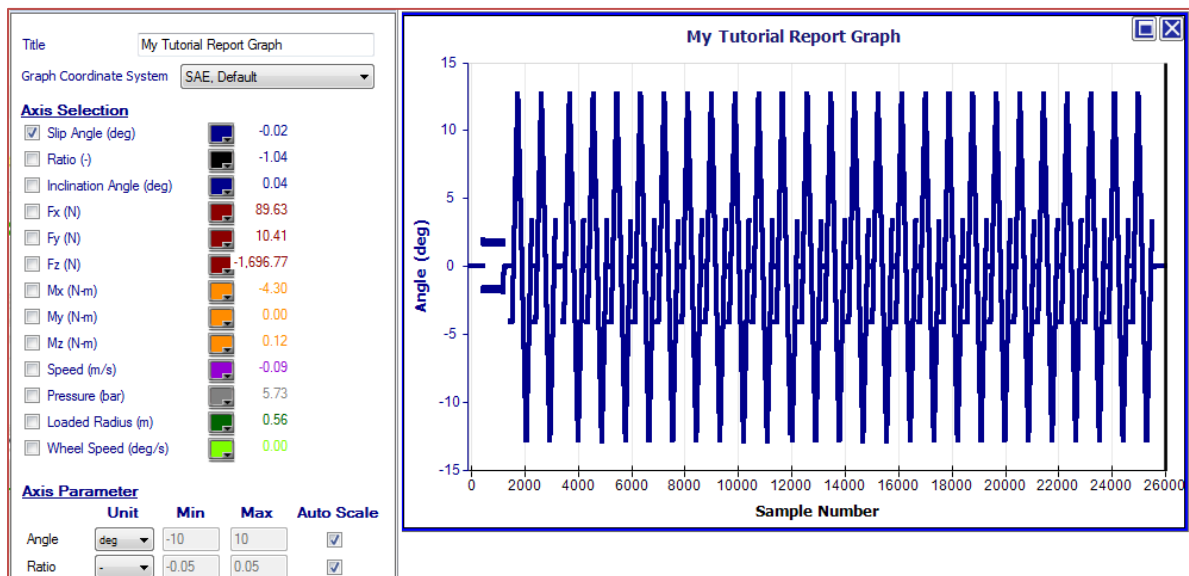 Title My Tutorial Report Graph
Graph Coordinate System SAE, Default
Axis Selection
Slip Angle (deg) -0.02
Ratio (-) -1.04
Inclination Angle (deg) 0.04
Fx (N) 89.63
Fy (N) 10.41
Fz (N) -1,696.77
Mx (N-m) -4.30
My (N-m) 0.00
Mz (N-m) 0.12
Speed (m/s) -0.09
Pressure (bar) 5.73
Loaded Radius (m) 0.56
Wheel Speed (deg/s) 0.00
Axis Parameter
Unit Min Max Auto Scale
Angle deg -10 10
Ratio - -0.05 0.05
My Tutorial Report Graph
15
10
5
0
-5
-10
-15
Angle (deg)
0 2000 4000 6000 8000 10000 12000 14000 16000 18000 20000 22000 24000 26000
Sample Number